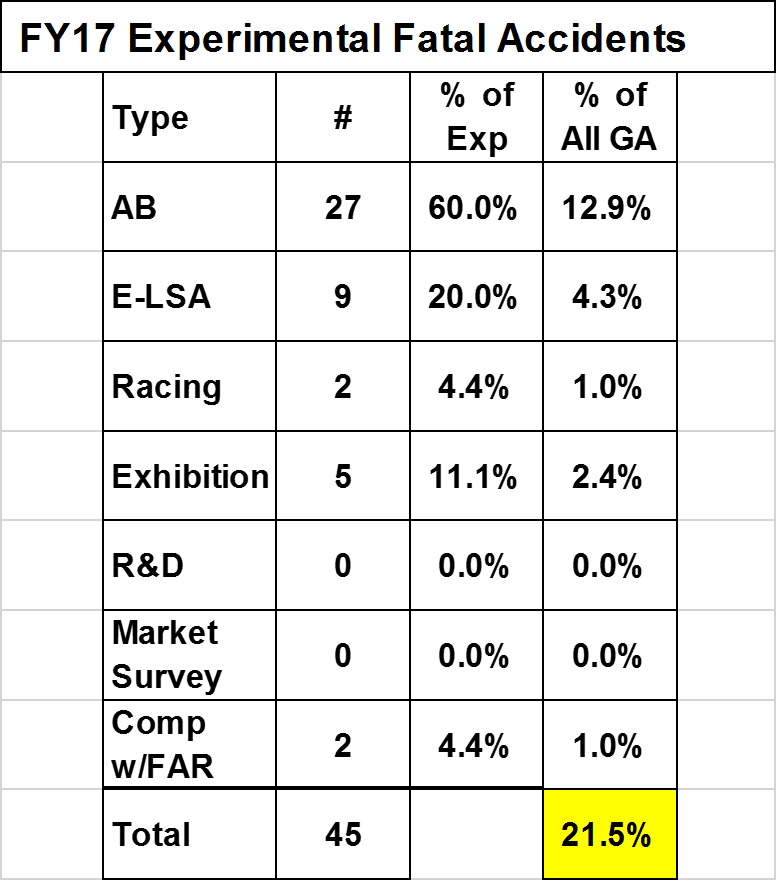 FY17 Experimental Fatal Accidents
Type # % of Exp % of All GA
AB 27 60.0% 12.9%
E-LSA 9 20.0% 4.3%
Racing 2 4.4% 1.0%
Exhibition 5 11.1% 2.4%
R&D 0 0.0% 0.0%
Market Survey 0 0.0% 0.0%
Comp w/FAR 2 4.4% 1.0%
Total 45 21.5%